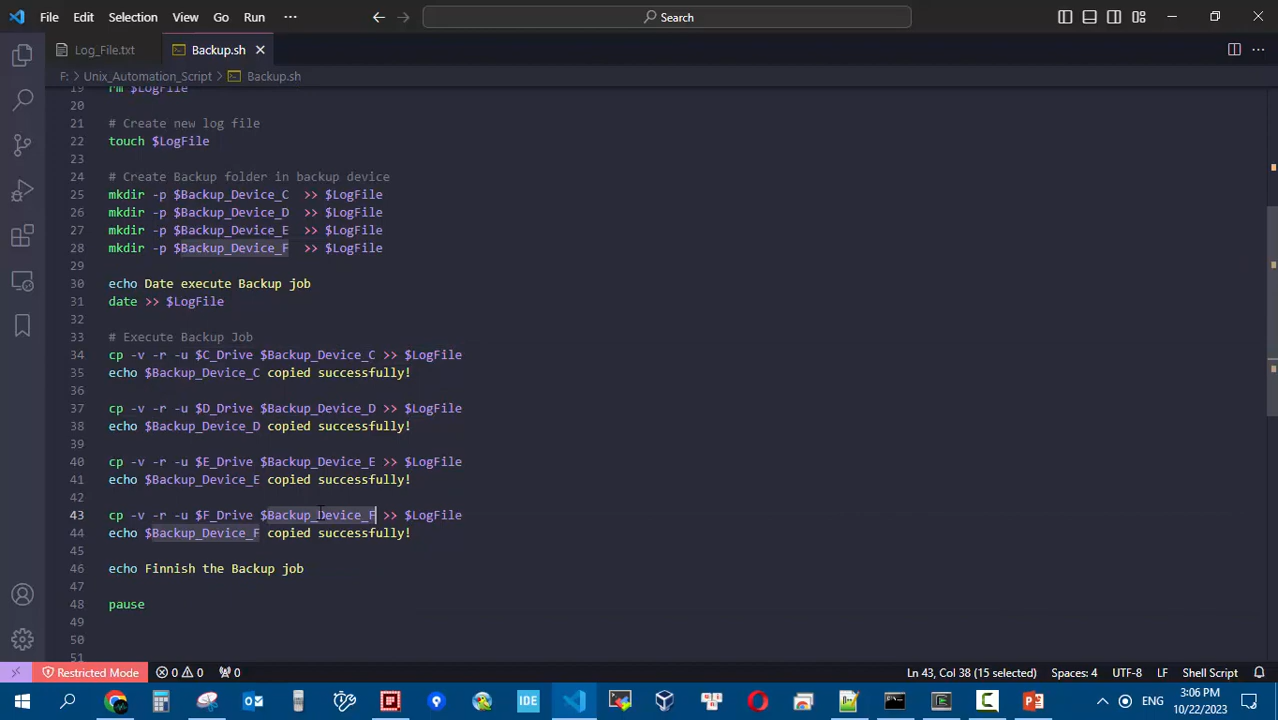 File Edit Selection View Go Run ··· Search
Log_File.txt Backup.sh
F: > Unix_Automation_Script > Backup.sh
19 rm $LogFile
20
21 # Create new log file
22 touch $LogFile
23
24 # Create Backup folder in backup device
25 mkdir -p $Backup_Device_C >> $LogFile
26 mkdir -p $Backup_Device_D >> $LogFile
27 mkdir -p $Backup_Device_E >> $LogFile
28 mkdir -p $Backup_Device_F >> $LogFile
29
30 echo Date execute Backup job
31 date >> $LogFile
32
33 # Execute Backup Job
34 cp -v -r -u $C_Drive $Backup_Device_C >> $LogFile
35 echo $Backup_Device_C copied successfully!
36
37 cp -v -r -u $D_Drive $Backup_Device_D >> $LogFile
38 echo $Backup_Device_D copied successfully!
39
40 cp -v -r -u $E_Drive $Backup_Device_E >> $LogFile
41 echo $Backup_Device_E copied successfully!
42
43 cp -v -r -u $F_Drive $Backup_Device_F >> $LogFile
44 echo $Backup_Device_F copied successfully!
45
46 echo Finnish the Backup job
47
48 pause
49
50
51
Restricted Mode 0 0 0 Ln 43, Col 38 (15 selected) Spaces: 4 UTF-8 LF Shell Script
IDE ENG 3:06 PM
10/22/2023